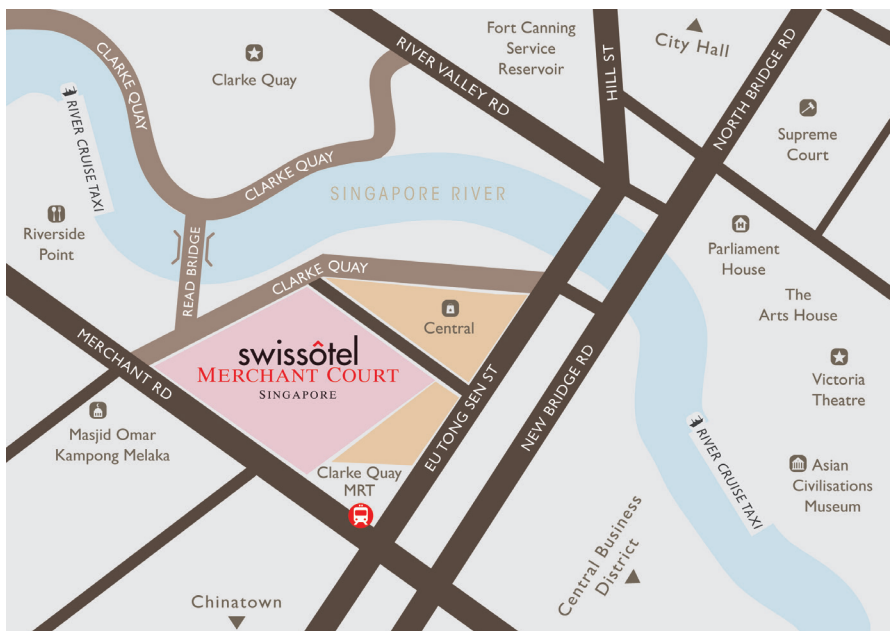 Fort Canning
Service
Reservoir
City Hall
CLARKE QUAY
Clarke Quay
RIVER VALLEY RD
HILL ST
NORTH BRIDGE RD
RIVER CRUISE TAXI
Supreme
Court
CLARKE QUAY
SINGAPORE RIVER
Riverside
Point
READ BRIDGE
Parliament
House
CLARKE QUAY
The
Arts House
Central
MERCHANT RD
swissôtel
MERCHANT COURT
SINGAPORE
EU TONG SEN ST
NEW BRIDGE RD
Victoria
Theatre
Masjid Omar
Kampong Melaka
Clarke Quay
MRT
RIVER CRUISE TAXI
Asian
Civilisations
Museum
Central Business
District
Chinatown